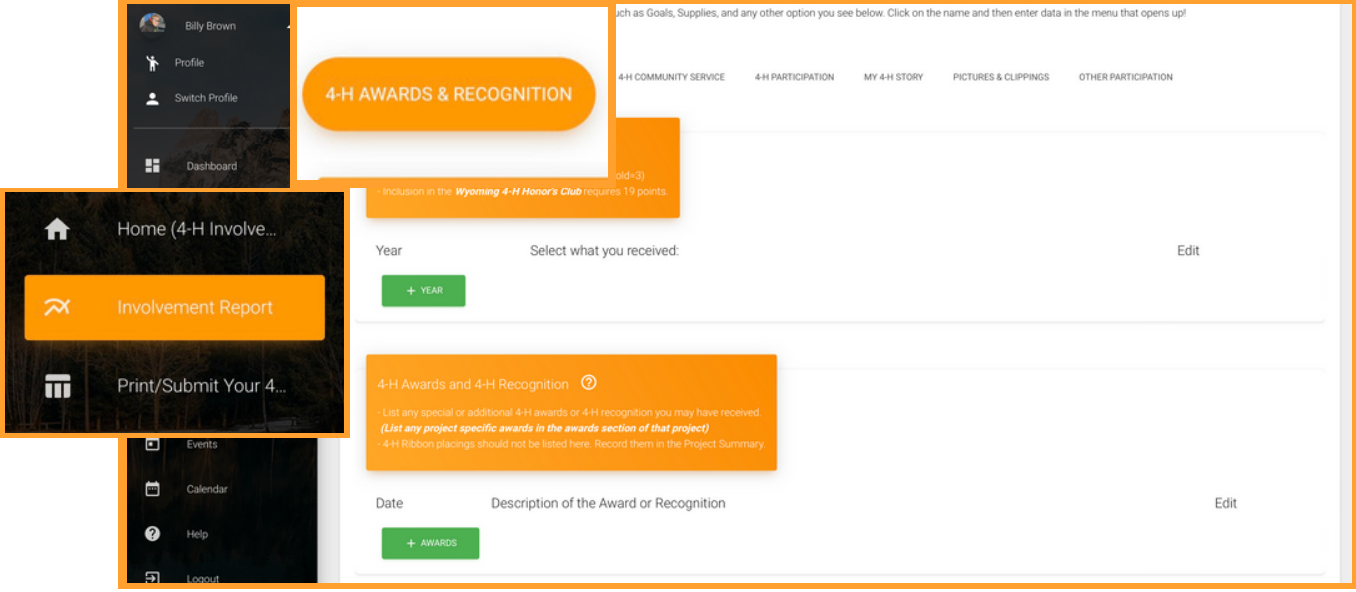 Billy Brown
Profile
Switch Profile
Dashboard
Home (4-H Involve...
Involvement Report
Print/Submit Your 4...
Events
Calendar
Help
Logout
4-H AWARDS & RECOGNITION
such as Goals, Supplies, and any other option you see below. Click on the name and then enter data in the menu that opens up!
4-H COMMUNITY SERVICE 4-H PARTICIPATION MY 4-H STORY PICTURES & CLIPPINGS OTHER PARTICIPATION
old=3)
- Inclusion in the Wyoming 4-H Honor's Club requires 19 points.
Year Select what you received: Edit
+ YEAR
4-H Awards and 4-H Recognition ?
- List any special or additional 4-H awards or 4-H recognition you may have received.
(List any project specific awards in the awards section of that project)
- 4-H Ribbon placings should not be listed here. Record them in the Project Summary.
Date Description of the Award or Recognition Edit
+ AWARDS